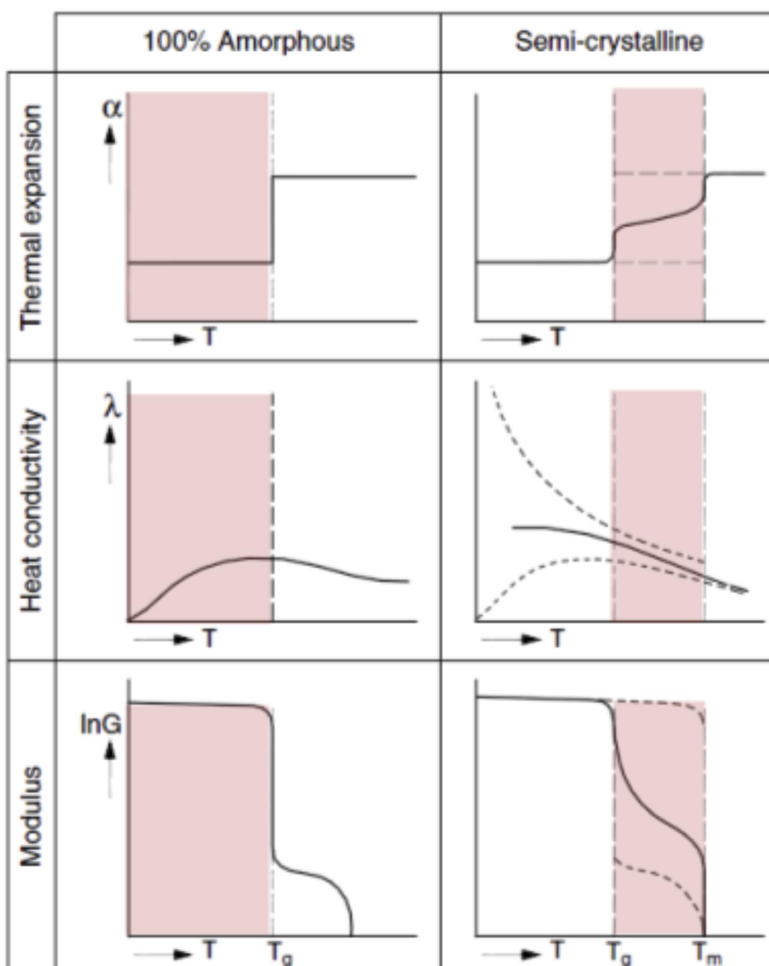 100% Amorphous
Semi-crystalline
Thermal expansion
α
T
T
Heat conductivity
λ
T
T
Modulus
lnG
T
Tg
T
Tg
Tm